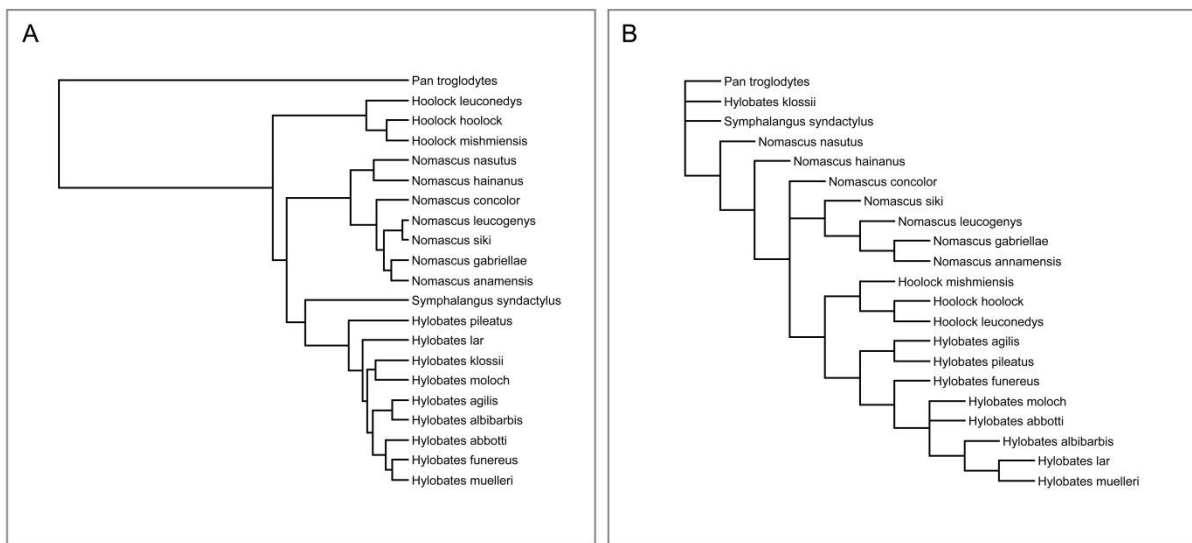 A
Pan troglodytes
Hoolock leuconedys
Hoolock hoolock
Hoolock mishmiensis
Nomascus nasutus
Nomascus hainanus
Nomascus concolor
Nomascus leucogenys
Nomascus siki
Nomascus gabriellae
Nomascus anamensis
Symphalangus syndactylus
Hylobates pileatus
Hylobates lar
Hylobates klossii
Hylobates moloch
Hylobates agilis
Hylobates albibarbis
Hylobates abbotti
Hylobates funereus
Hylobates muelleri
B
Pan troglodytes
Hylobates klossii
Symphalangus syndactylus
Nomascus nasutus
Nomascus hainanus
Nomascus concolor
Nomascus siki
Nomascus leucogenys
Nomascus gabriellae
Nomascus annamensis
Hoolock mishmiensis
Hoolock hoolock
Hoolock leuconedys
Hylobates agilis
Hylobates pileatus
Hylobates funereus
Hylobates moloch
Hylobates abbotti
Hylobates albibarbis
Hylobates lar
Hylobates muelleri